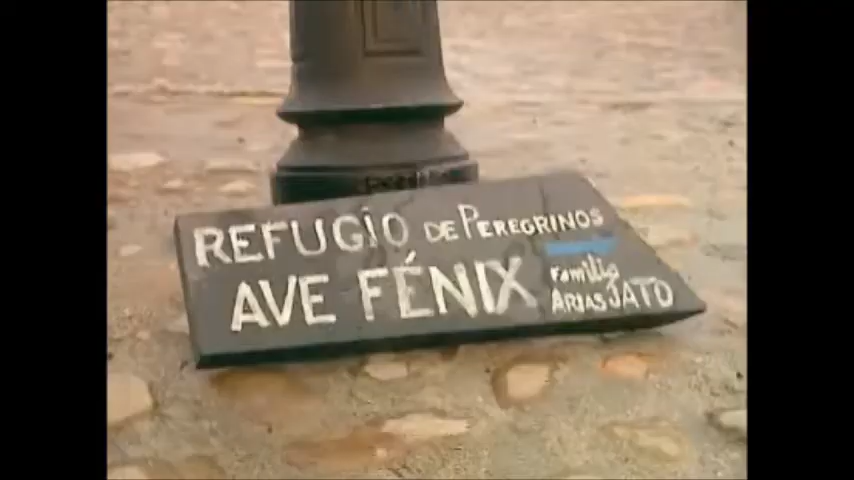 REFUGiO DE PEREGRINOS
AVE FÉNIX
Familia
ARIAS JATO